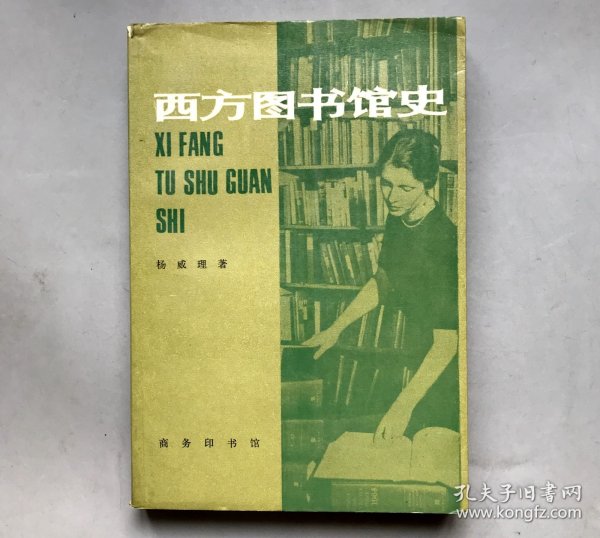 西方图书馆史
XI FANG
TU SHU GUAN
SHI
杨威理著
商务印书馆
孔夫子旧書网
www.kongfz.com